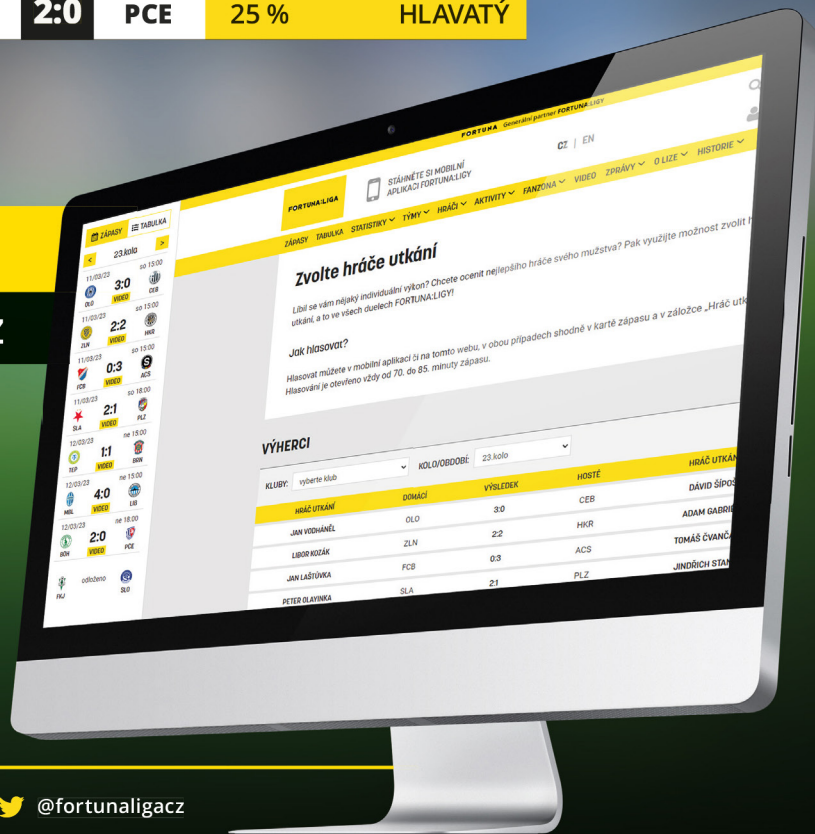 2:0 PCE 25 % HLAVATÝ
FORTUNA Generální partner FORTUNA:LIGY
FORTUNA:LIGA
STÁHNĚTE SI MOBILNÍ
APLIKACI FORTUNA:LIGY
CZ | EN
ZÁPASY TABULKA STATISTIKY TÝMY HRÁČI AKTIVITY FANZÓNA VIDEO ZPRÁVY O LIZE HISTORIE
ZÁPASY TABULKA
< 23.kolo >
11/03/23 so 15:00
3:0
OLO VIDEO CEB
11/03/23 so 15:00
2:2
ZLN VIDEO HKR
11/03/23 so 15:00
0:3
FCB VIDEO ACS
11/03/23 so 18:00
2:1
SLA VIDEO PLZ
12/03/23 ne 15:00
1:1
TEP VIDEO BRN
12/03/23 ne 15:00
4:0
MBL VIDEO LIB
12/03/23 ne 18:00
2:0
BOH VIDEO PCE
odloženo
FKJ SLO
Zvolte hráče utkání
Líbil se vám nějaký individuální výkon? Chcete ocenit nejlepšího hráče svého mužstva? Pak využijte možnost zvolit h
utkání, a to ve všech duelech FORTUNA:LIGY!
Jak hlasovat?
Hlasovat můžete v mobilní aplikaci či na tomto webu, v obou případech shodně v kartě zápasu a v záložce „Hráč utk
Hlasování je otevřeno vždy od 70. do 85. minuty zápasu.
VÝHERCI
KLUBY: vyberte klub KOLO/OBDOBÍ: 23.kolo
HRÁČ UTKÁNÍ DOMÁCÍ VÝSLEDEK HOSTÉ HRÁČ UTKÁN
JAN VODHÁNĚL OLO 3:0 CEB DÁVID ŠÍPOŠ
LIBOR KOZÁK ZLN 2:2 HKR ADAM GABRIE
JAN LAŠTŮVKA FCB 0:3 ACS TOMÁŠ ČVANČA
PETER OLAYINKA SLA 2:1 PLZ JINDŘICH STAN
Z
@fortunaligacz